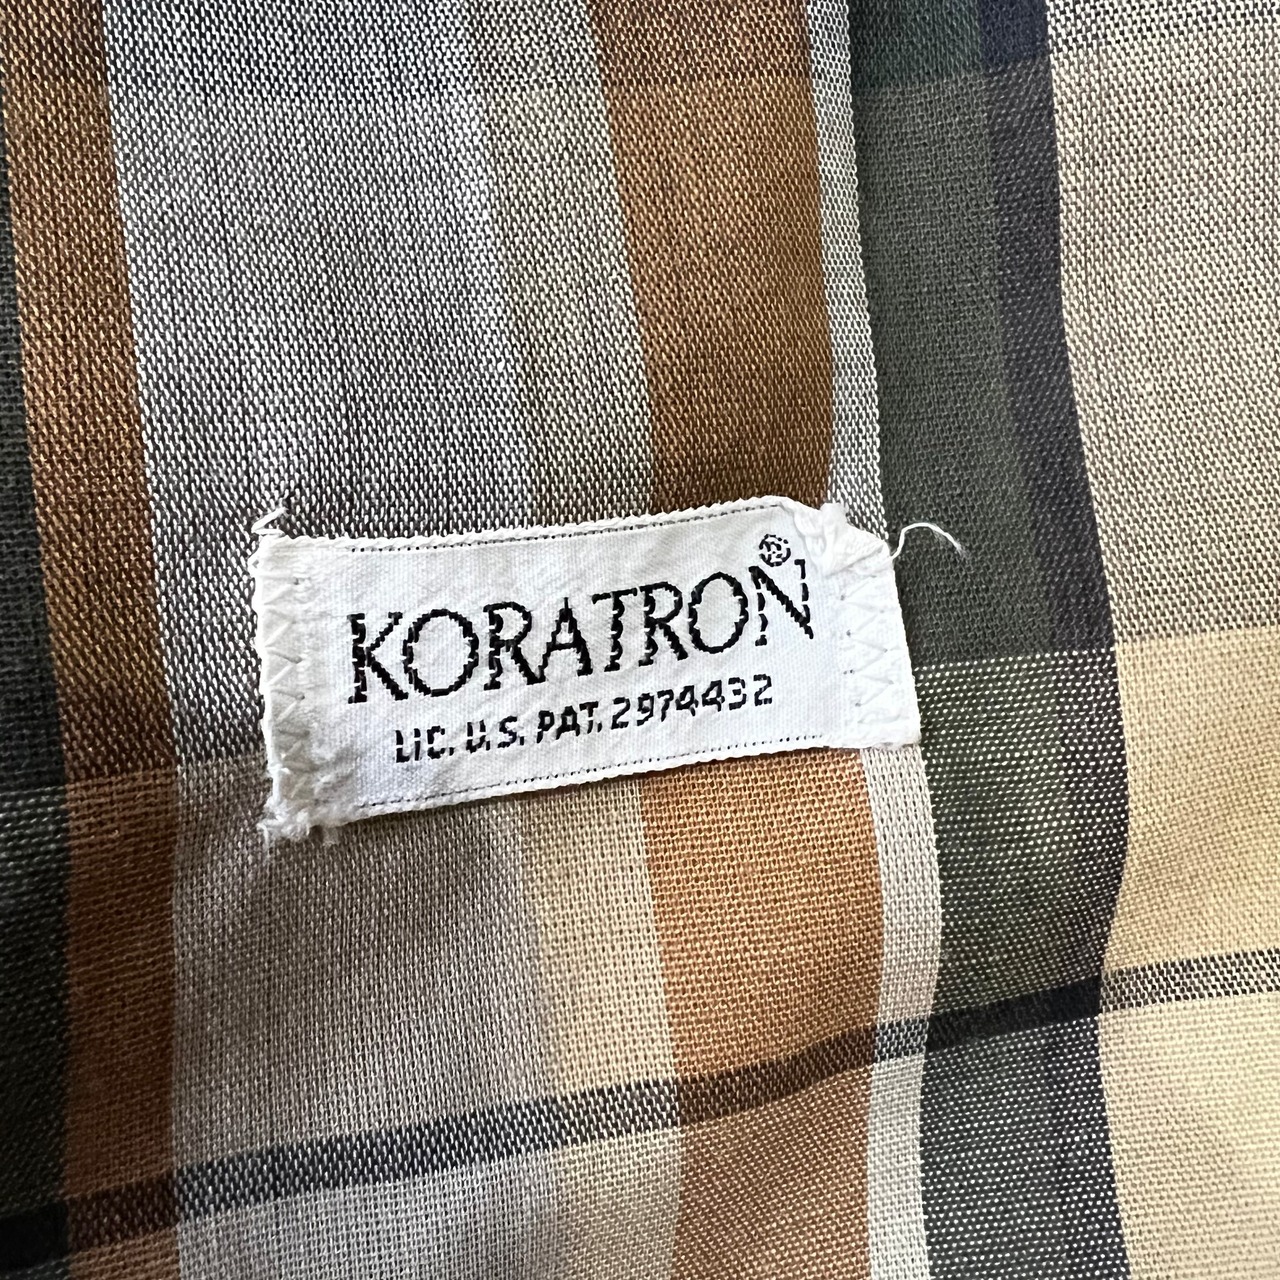 KORATRON®
LIC. U.S. PAT. 2974432